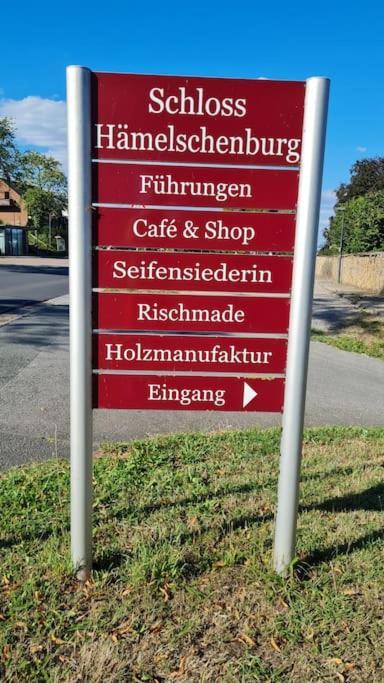 Schloss
Hämelschenburg
Führungen
Café & Shop
Seifensiederin
Rischmade
Holzmanufaktur
Eingang